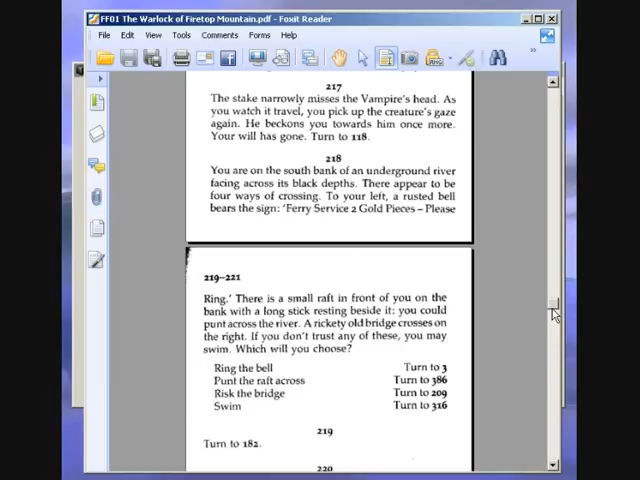 FF01 The Warlock of Firetop Mountain.pdf - Foxit Reader
File Edit View Tools Comments Forms Help
217
The stake narrowly misses the Vampire's head. As
you watch it travel, you pick up the creature's gaze
again. He beckons you towards him once more.
Your will has gone. Turn to 118.
218
You are on the south bank of an underground river
facing across its black depths. There appear to be
four ways of crossing. To your left, a rusted bell
bears the sign: 'Ferry Service 2 Gold Pieces – Please
219–221
Ring.' There is a small raft in front of you on the
bank with a long stick resting beside it: you could
punt across the river. A rickety old bridge crosses on
the right. If you don't trust any of these, you may
swim. Which will you choose?
Ring the bell Turn to 3
Punt the raft across Turn to 386
Risk the bridge Turn to 209
Swim Turn to 316
219
Turn to 182.
220